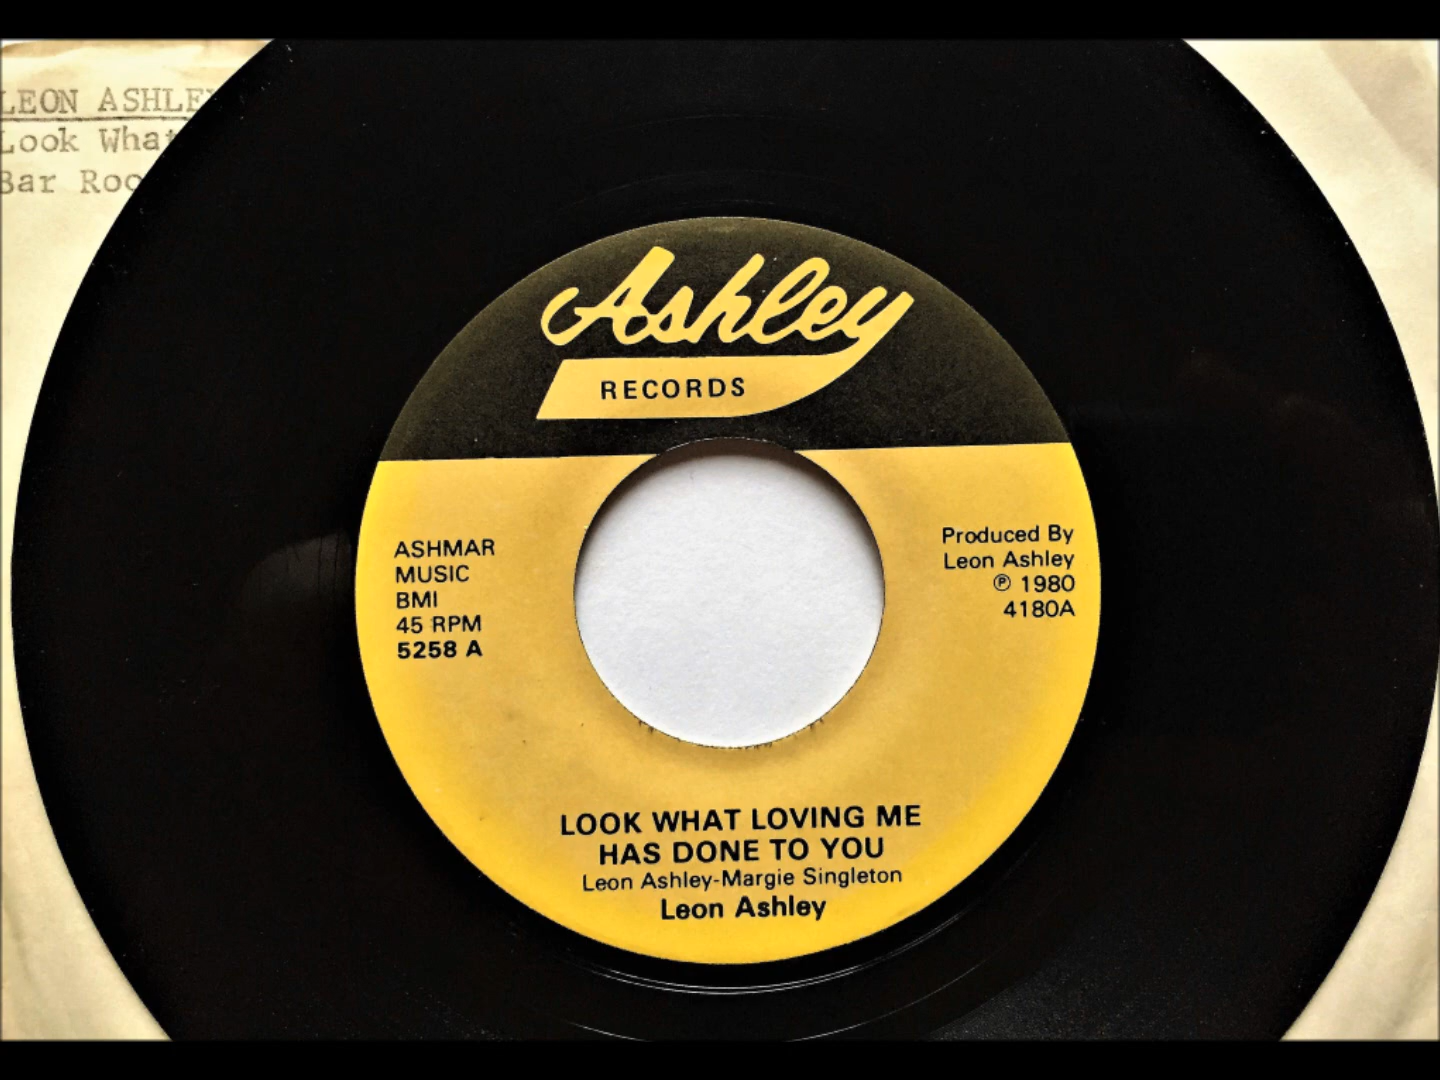 LEON ASHLEY
Look What
Bar Roo
Ashley
RECORDS
ASHMAR
MUSIC
BMI
45 RPM
5258 A
Produced By
Leon Ashley
℗ 1980
4180A
LOOK WHAT LOVING ME
HAS DONE TO YOU
Leon Ashley-Margie Singleton
Leon Ashley